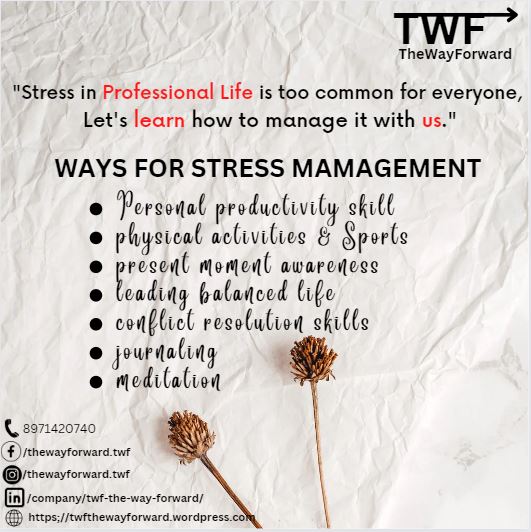 TWF
TheWayForward
"Stress in Professional Life is too common for everyone,
Let's learn how to manage it with us."
WAYS FOR STRESS MAMAGEMENT
Personal productivity skill
physical activities & Sports
present moment awareness
leading balanced life
conflict resolution skills
journaling
meditation
8971420740
/thewayforward.twf
/thewayforward.twf
/company/twf-the-way-forward/
https://twfthewayforward.wordpress.com